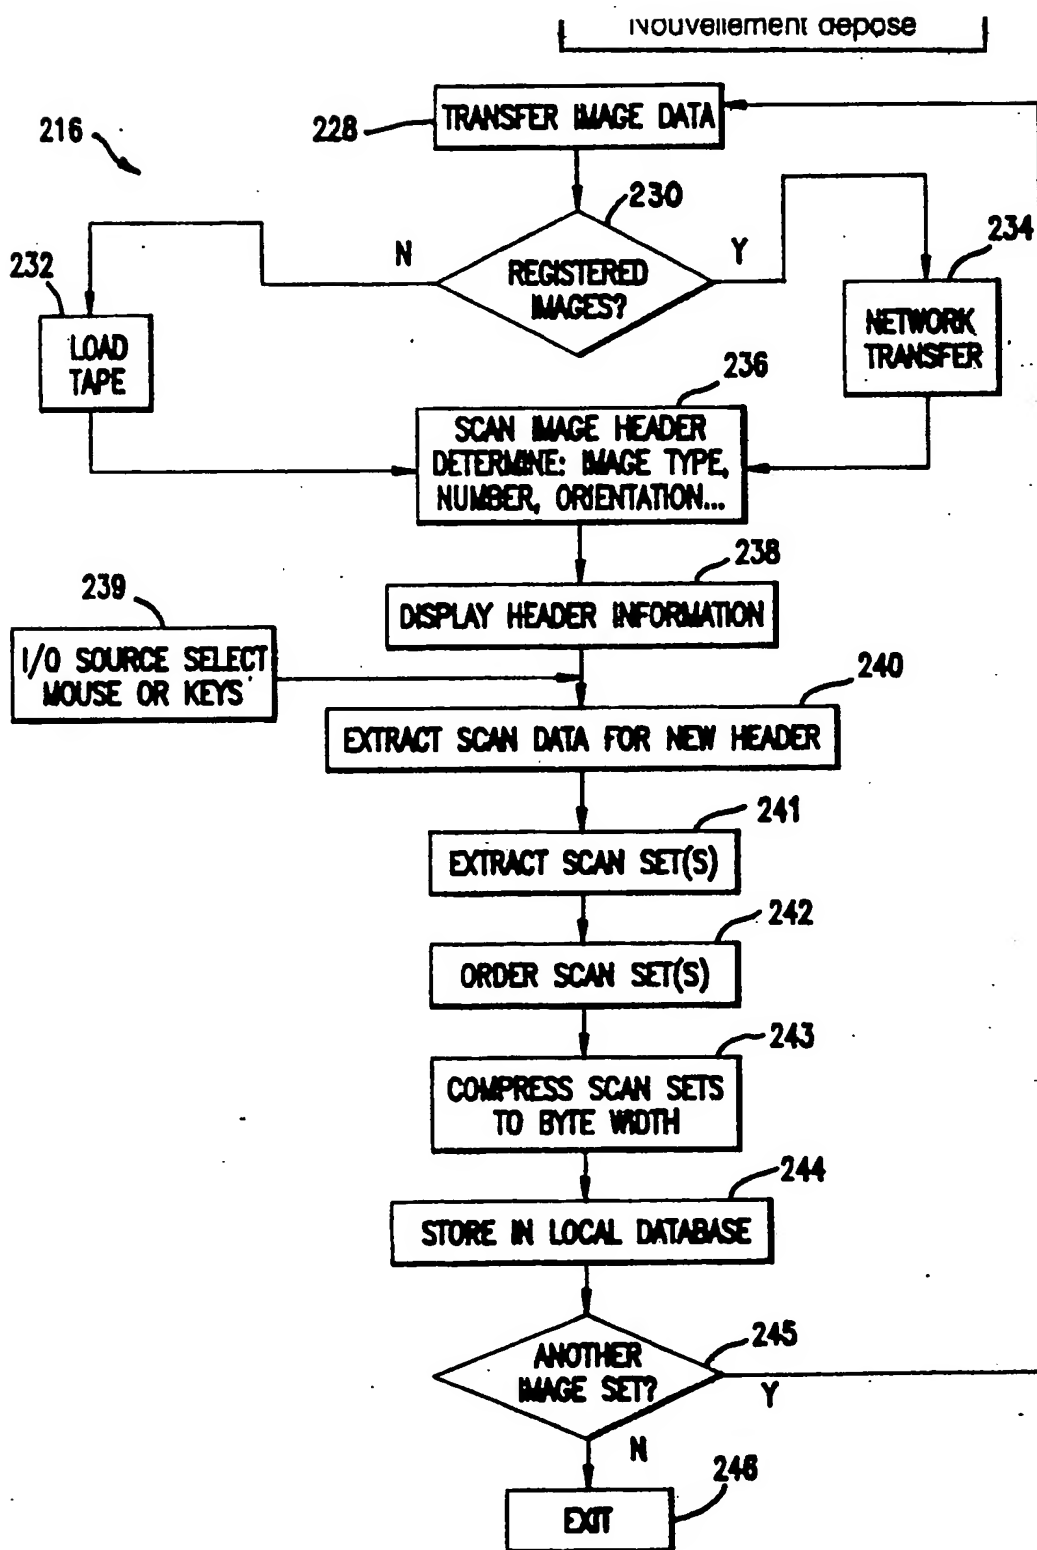 Nouvellement déposé
TRANSFER IMAGE DATA
228
216
230
REGISTERED
IMAGES?
N
Y
232
LOAD
TAPE
234
NETWORK
TRANSFER
236
SCAN IMAGE HEADER
DETERMINE: IMAGE TYPE,
NUMBER, ORIENTATION...
238
DISPLAY HEADER INFORMATION
239
I/O SOURCE SELECT
MOUSE OR KEYS
240
EXTRACT SCAN DATA FOR NEW HEADER
241
EXTRACT SCAN SET(S)
242
ORDER SCAN SET(S)
243
COMPRESS SCAN SETS
TO BYTE WIDTH
244
STORE IN LOCAL DATABASE
245
ANOTHER
IMAGE SET?
Y
N
246
EXIT